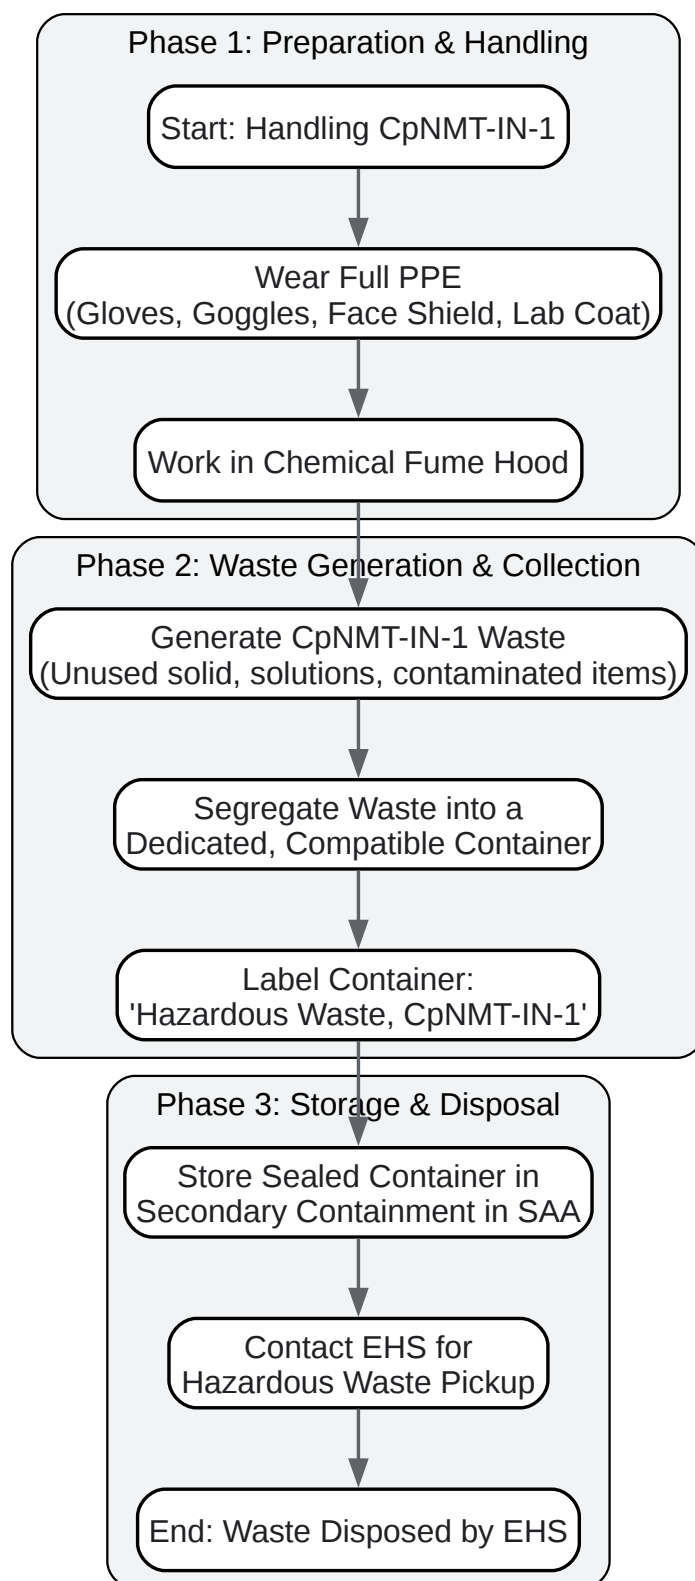 Phase 1: Preparation & Handling
Start: Handling CpNMT-IN-1
Wear Full PPE
(Gloves, Goggles, Face Shield, Lab Coat)
Work in Chemical Fume Hood
Phase 2: Waste Generation & Collection
Generate CpNMT-IN-1 Waste
(Unused solid, solutions, contaminated items)
Segregate Waste into a
Dedicated, Compatible Container
Label Container:
'Hazardous Waste, CpNMT-IN-1'
Phase 3: Storage & Disposal
Store Sealed Container in
Secondary Containment in SAA
Contact EHS for
Hazardous Waste Pickup
End: Waste Disposed by EHS